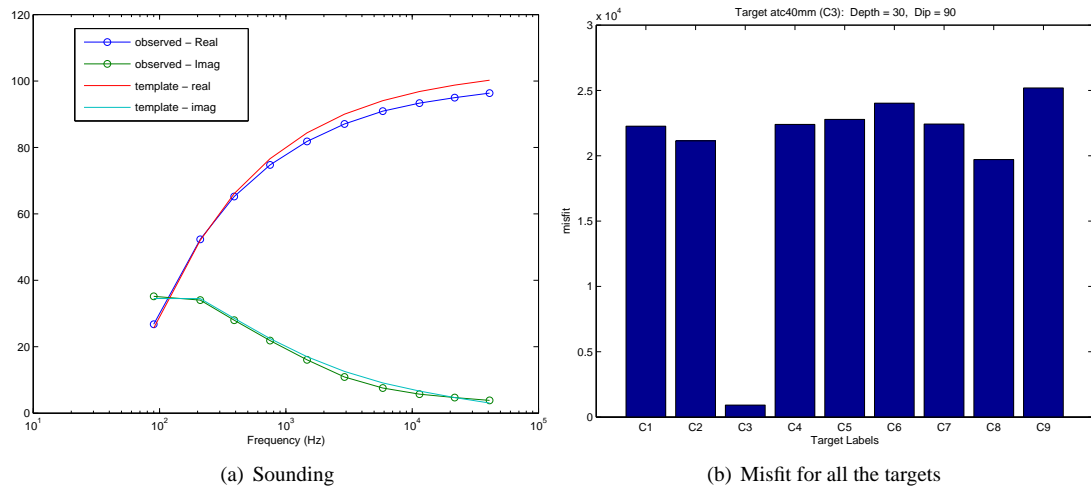 120
100
80
60
40
20
0
observed - Real
observed - Imag
template - real
template - imag
10^1
10^2
10^3
10^4
10^5
Frequency (Hz)
(a) Sounding
Target atc40mm (C3): Depth = 30, Dip = 90
x 10^4
3
2.5
2
1.5
1
0.5
0
misfit
C1 C2 C3 C4 C5 C6 C7 C8 C9
Target Labels
(b) Misfit for all the targets